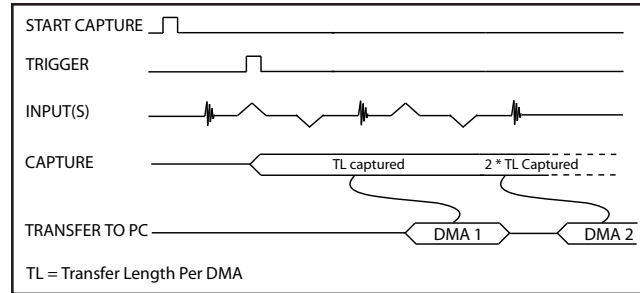 START CAPTURE
TRIGGER
INPUT(S)
CAPTURE
TL captured
2 * TL Captured
TRANSFER TO PC
DMA 1
DMA 2
TL = Transfer Length Per DMA